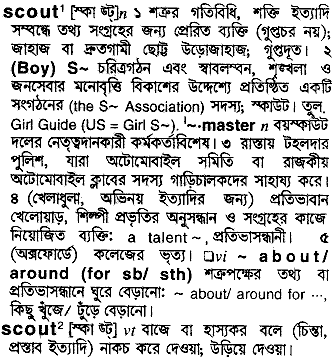 scout¹ [স্কা উট্]n ১ শত্রুর গতিবিধি, শক্তি ইত্যাদি
সম্বন্ধে তথ্য সংগ্রহের জন্য প্রেরিত ব্যক্তি (গুপ্তচর নয়);
জাহাজ বা দ্রুতগামী ছোট্ট উড়োজাহাজ; গুপ্তদূত। ২
(Boy) S~ চরিত্রগঠন এবং স্বাবলম্বন, শৃঙ্খলা ও
জনসেবার মনোবৃত্তি বিকাশের উদ্দেশ্যে প্রতিষ্ঠিত একটি
সংগঠনের (the S~ Association) সদস্য; স্কাউট। তুল.
Girl Guide (US = Girl S~). '~·master n বয়স্কাউট
দলের নেতৃত্বদানকারী কর্মকর্তাবিশেষ। ৩ রাস্তায় টহলদার
পুলিশ, যারা অটোমোবাইল সমিতি বা রাজকীয়
অটোমোবাইল ক্লাবের সদস্য গাড়িচালকদের সাহায্য করে।
৪ (খেলাধুলা, অভিনয় ইত্যাদির জন্য) প্রতিভাবান
খেলোয়াড়, শিল্পী প্রভৃতির অনুসন্ধান ও সংগ্রহের কাজে
নিয়োজিত ব্যক্তি: a talent ~, প্রতিভাসন্ধানী। ৫
(অক্সফোর্ডে) কলেজের ভৃত্য। □vi ~ about/
around (for sb/ sth) শত্রুপক্ষের তথ্য বা
প্রতিভাসন্ধানে ঘুরে বেড়ানো: ~ about/ around for ···,
কিছু খুঁজে/ ঢুঁড়ে বেড়ানো।
scout² [স্কা উট্] vt বাজে বা হাস্যকর বলে (চিন্তা,
প্রস্তাব ইত্যাদি) নাকচ করে দেওয়া; উড়িয়ে দেওয়া।